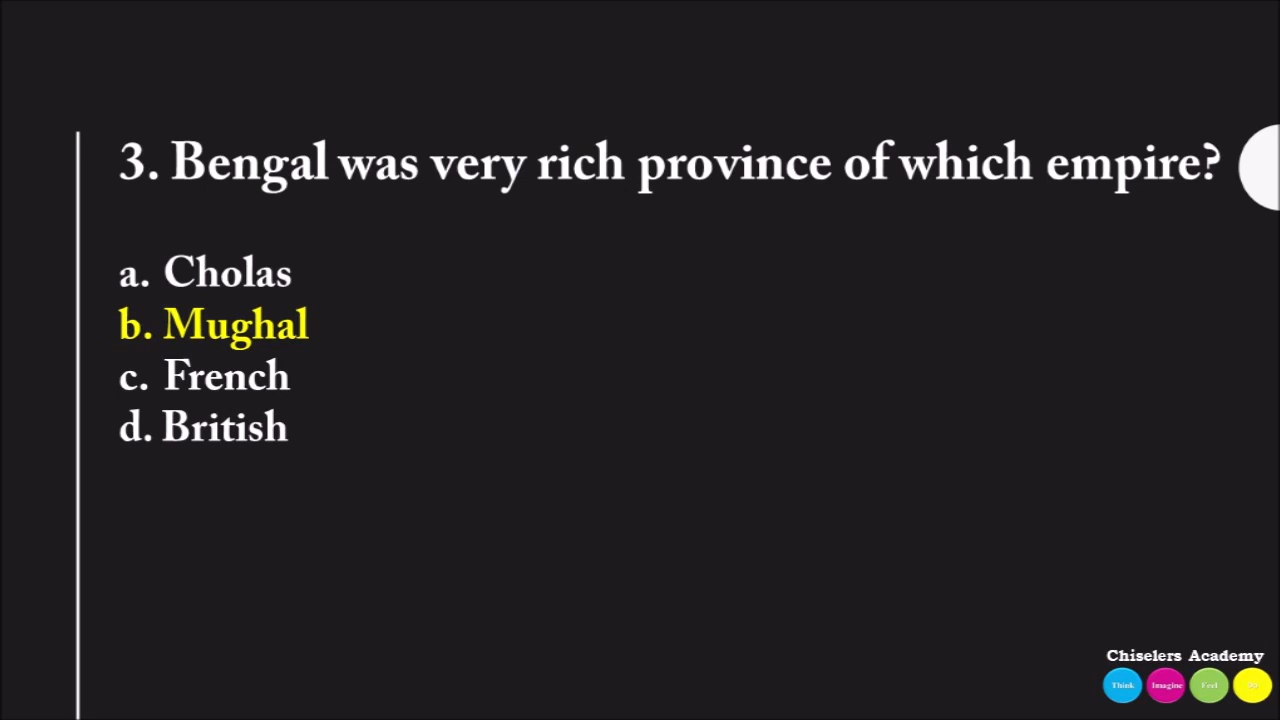 3. Bengal was very rich province of which empire?
a. Cholas
b. Mughal
c. French
d. British
Chiselers Academy
Think Imagine Feel